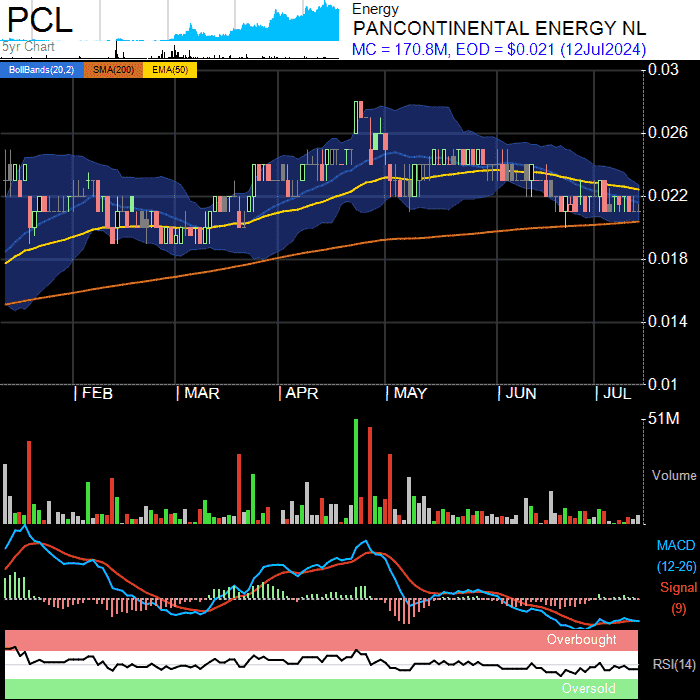 PCL
5yr Chart
Energy
PANCONTINENTAL ENERGY NL
MC = 170.8M, EOD = $0.021 (12Jul2024)
BollBands(20,2) SMA(200) EMA(50)
0.03
0.026
0.022
0.018
0.014
0.01
FEB MAR APR MAY JUN JUL
51M
Volume
MACD
(12-26)
Signal
(9)
Overbought
RSI(14)
Oversold